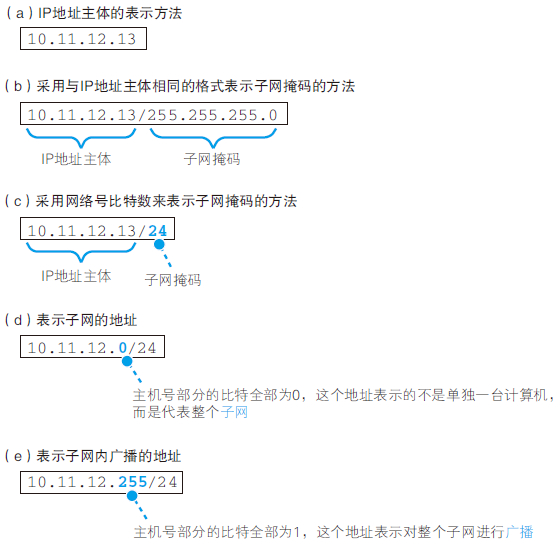 （a）IP地址主体的表示方法
10.11.12.13
（b）采用与IP地址主体相同的格式表示子网掩码的方法
10.11.12.13/255.255.255.0
IP地址主体 子网掩码
（c）采用网络号比特数来表示子网掩码的方法
10.11.12.13/24
IP地址主体 子网掩码
（d）表示子网的地址
10.11.12.0/24
主机号部分的比特全部为0，这个地址表示的不是单独一台计算机，
而是代表整个子网
（e）表示子网内广播的地址
10.11.12.255/24
主机号部分的比特全部为1，这个地址表示对整个子网进行广播